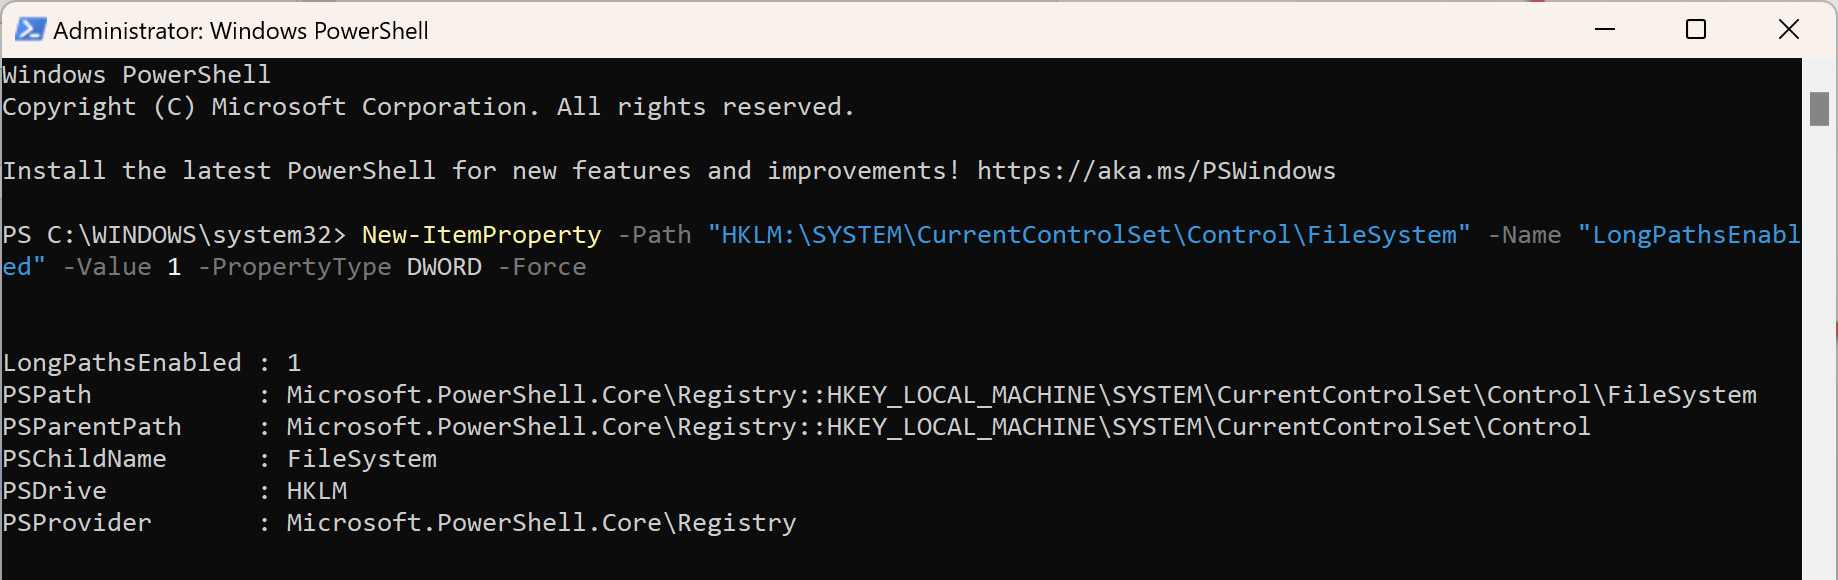 Administrator: Windows PowerShell
Windows PowerShell
Copyright (C) Microsoft Corporation. All rights reserved.
Install the latest PowerShell for new features and improvements! https://aka.ms/PSWindows
PS C:\WINDOWS\system32> New-ItemProperty -Path "HKLM:\SYSTEM\CurrentControlSet\Control\FileSystem" -Name "LongPathsEnabl
ed" -Value 1 -PropertyType DWORD -Force
LongPathsEnabled : 1
PSPath           : Microsoft.PowerShell.Core\Registry::HKEY_LOCAL_MACHINE\SYSTEM\CurrentControlSet\Control\FileSystem
PSParentPath     : Microsoft.PowerShell.Core\Registry::HKEY_LOCAL_MACHINE\SYSTEM\CurrentControlSet\Control
PSChildName      : FileSystem
PSDrive          : HKLM
PSProvider       : Microsoft.PowerShell.Core\Registry